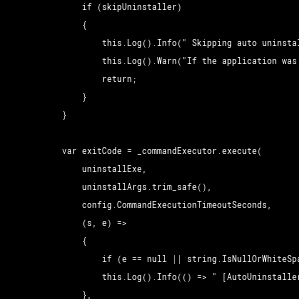 if (skipUninstaller)
{
this.Log().Info(" Skipping auto uninstal
this.Log().Warn("If the application was
return;
}
}
var exitCode = _commandExecutor.execute(
uninstallExe,
uninstallArgs.trim_safe(),
config.CommandExecutionTimeoutSeconds,
(s, e) =>
{
if (e == null || string.IsNullOrWhiteSpa
this.Log().Info(() => " [AutoUninstaller
},